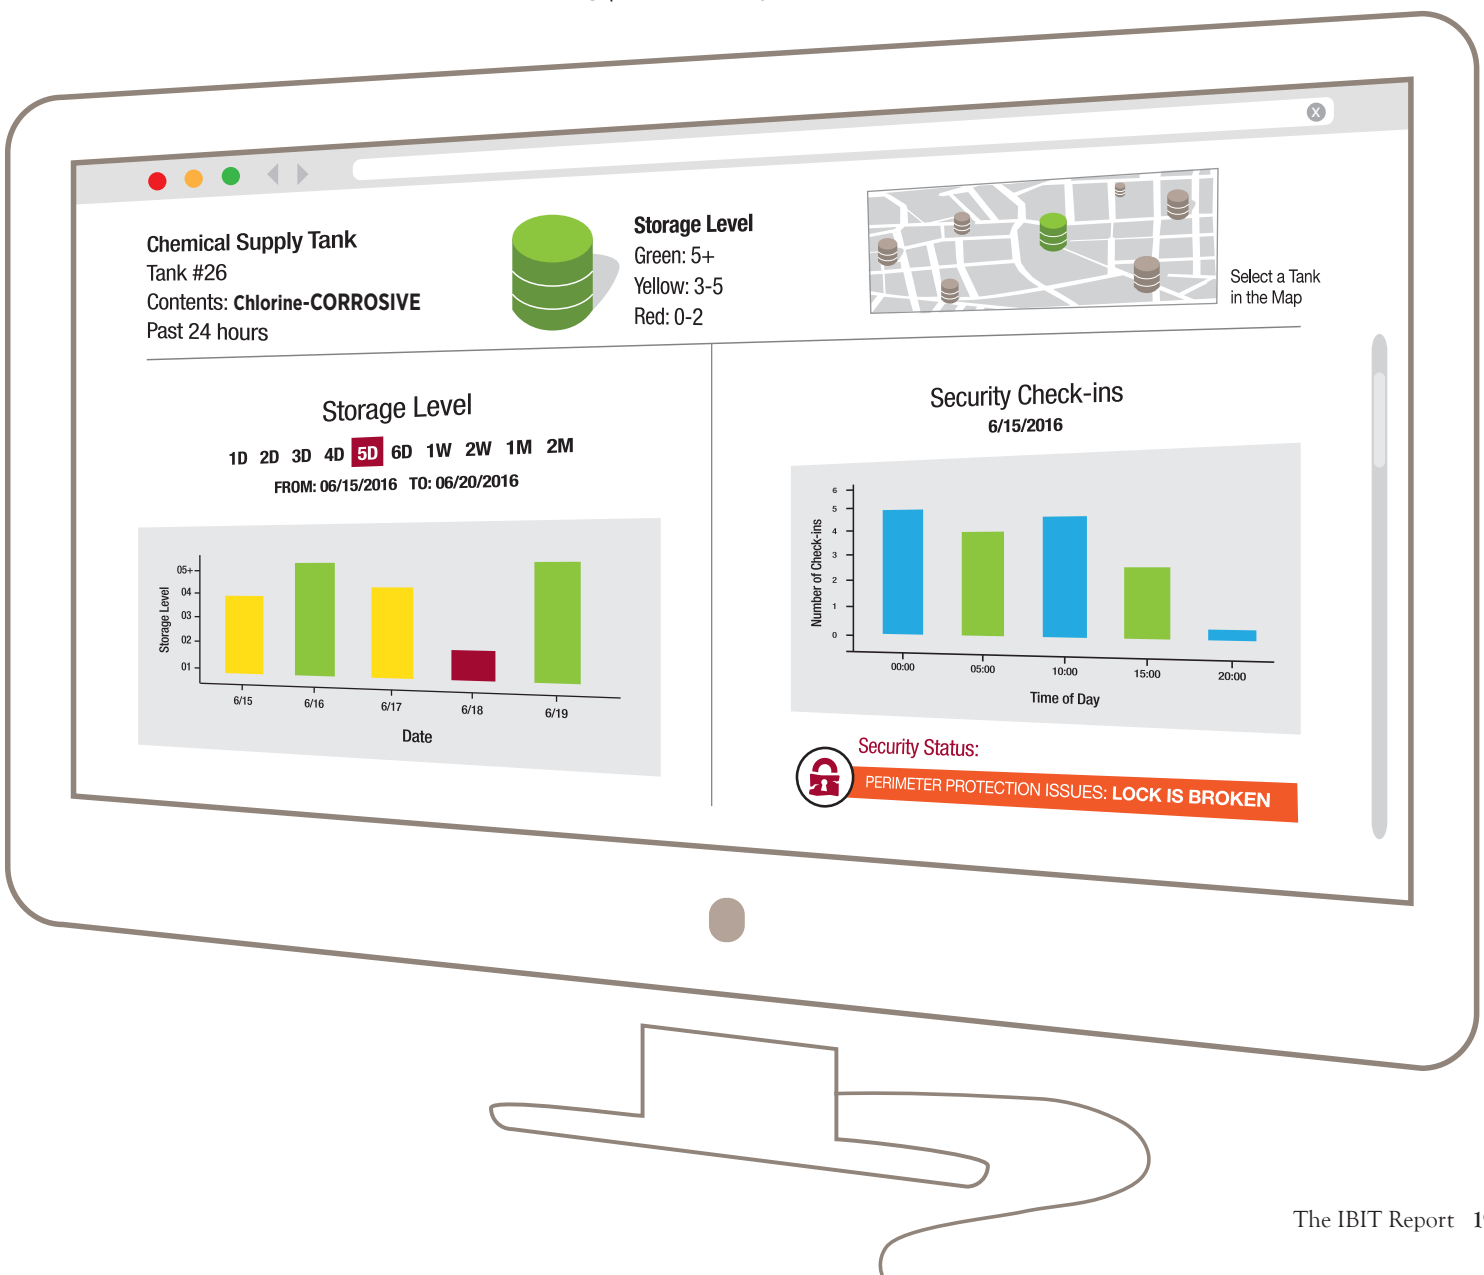 X
Chemical Supply Tank
Tank #26
Contents: Chlorine-CORROSIVE
Past 24 hours
Storage Level
Green: 5+
Yellow: 3-5
Red: 0-2
Select a Tank
in the Map
Storage Level
1D 2D 3D 4D 5D 6D 1W 2W 1M 2M
FROM: 06/15/2016 TO: 06/20/2016
Storage Level
05+
04
03
02
01
6/15 6/16 6/17 6/18 6/19
Date
Security Check-ins
6/15/2016
Number of Check-ins
6
5
4
3
2
1
0
00:00 05:00 10:00 15:00 20:00
Time of Day
Security Status:
PERIMETER PROTECTION ISSUES: LOCK IS BROKEN
The IBIT Report